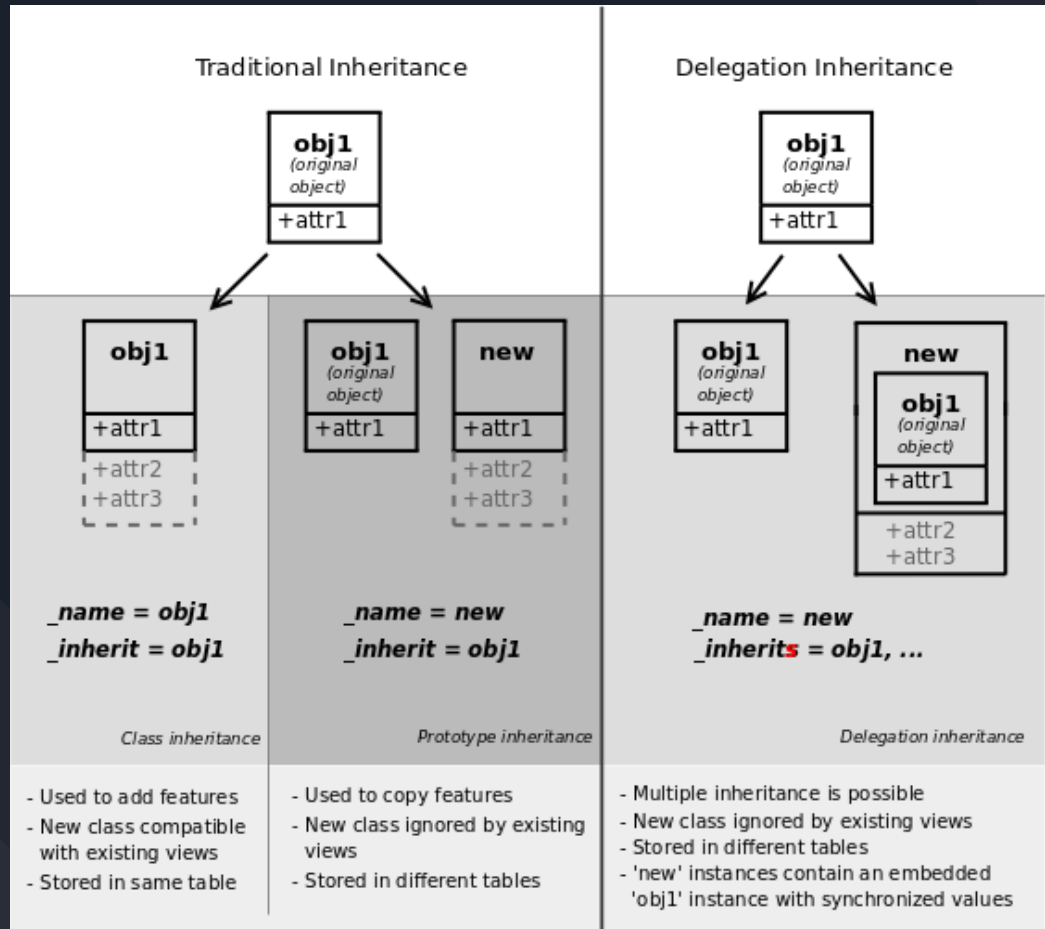 Traditional Inheritance
obj1
(original
object)
+attr1
obj1
+attr1
+attr2
+attr3
_name = obj1
_inherit = obj1
Class inheritance
obj1
(original
object)
+attr1
new
+attr1
+attr2
+attr3
_name = new
_inherit = obj1
Prototype inheritance
- Used to add features
- New class compatible
with existing views
- Stored in same table
- Used to copy features
- New class ignored by existing
views
- Stored in different tables
Delegation Inheritance
obj1
(original
object)
+attr1
obj1
(original
object)
+attr1
new
obj1
(original
object)
+attr1
+attr2
+attr3
_name = new
_inherits = obj1, ...
Delegation inheritance
- Multiple inheritance is possible
- New class ignored by existing views
- Stored in different tables
- 'new' instances contain an embedded
'obj1' instance with synchronized values